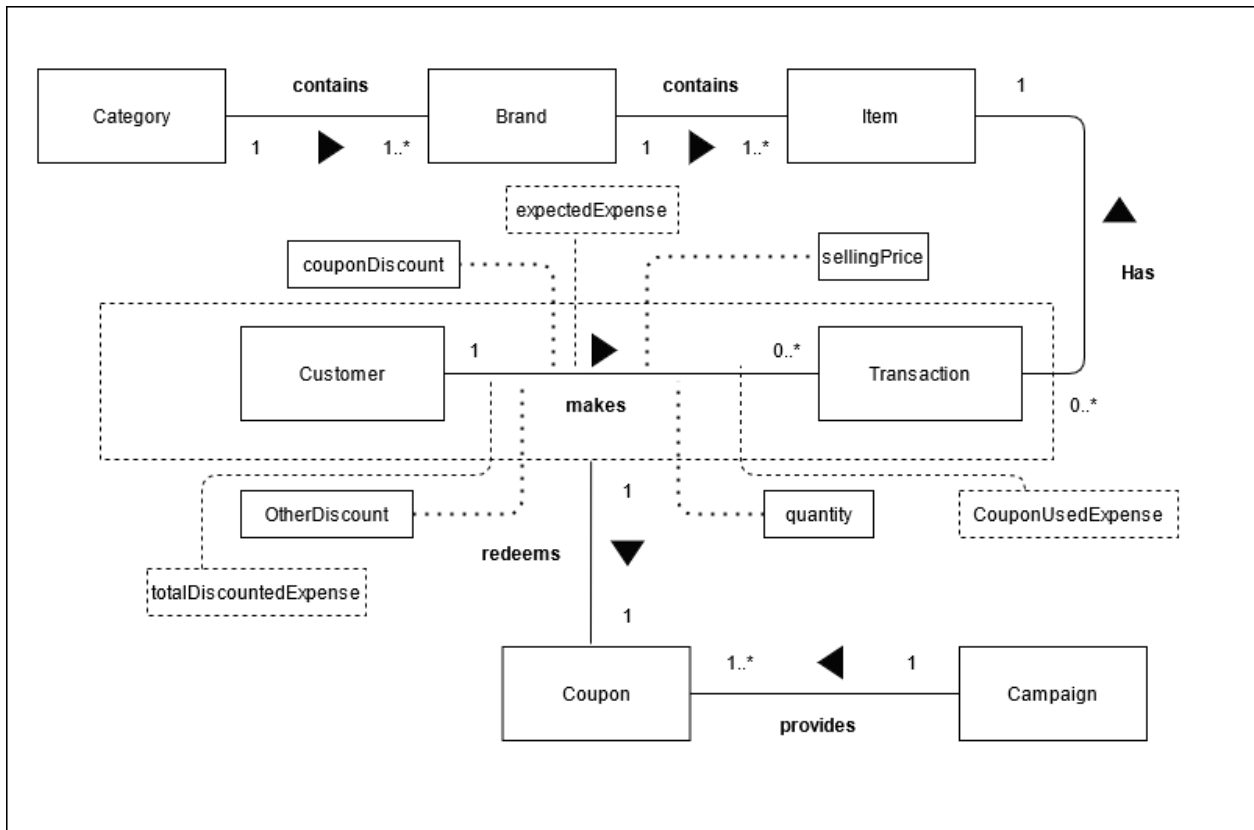 contains
contains
1
Category
Brand
Item
1
1..*
1
1..*
expectedExpense
couponDiscount
sellingPrice
Has
1
0..*
Customer
Transaction
makes
0..*
1
OtherDiscount
quantity
CouponUsedExpense
redeems
totalDiscountedExpense
1
1..*
1
Coupon
Campaign
provides